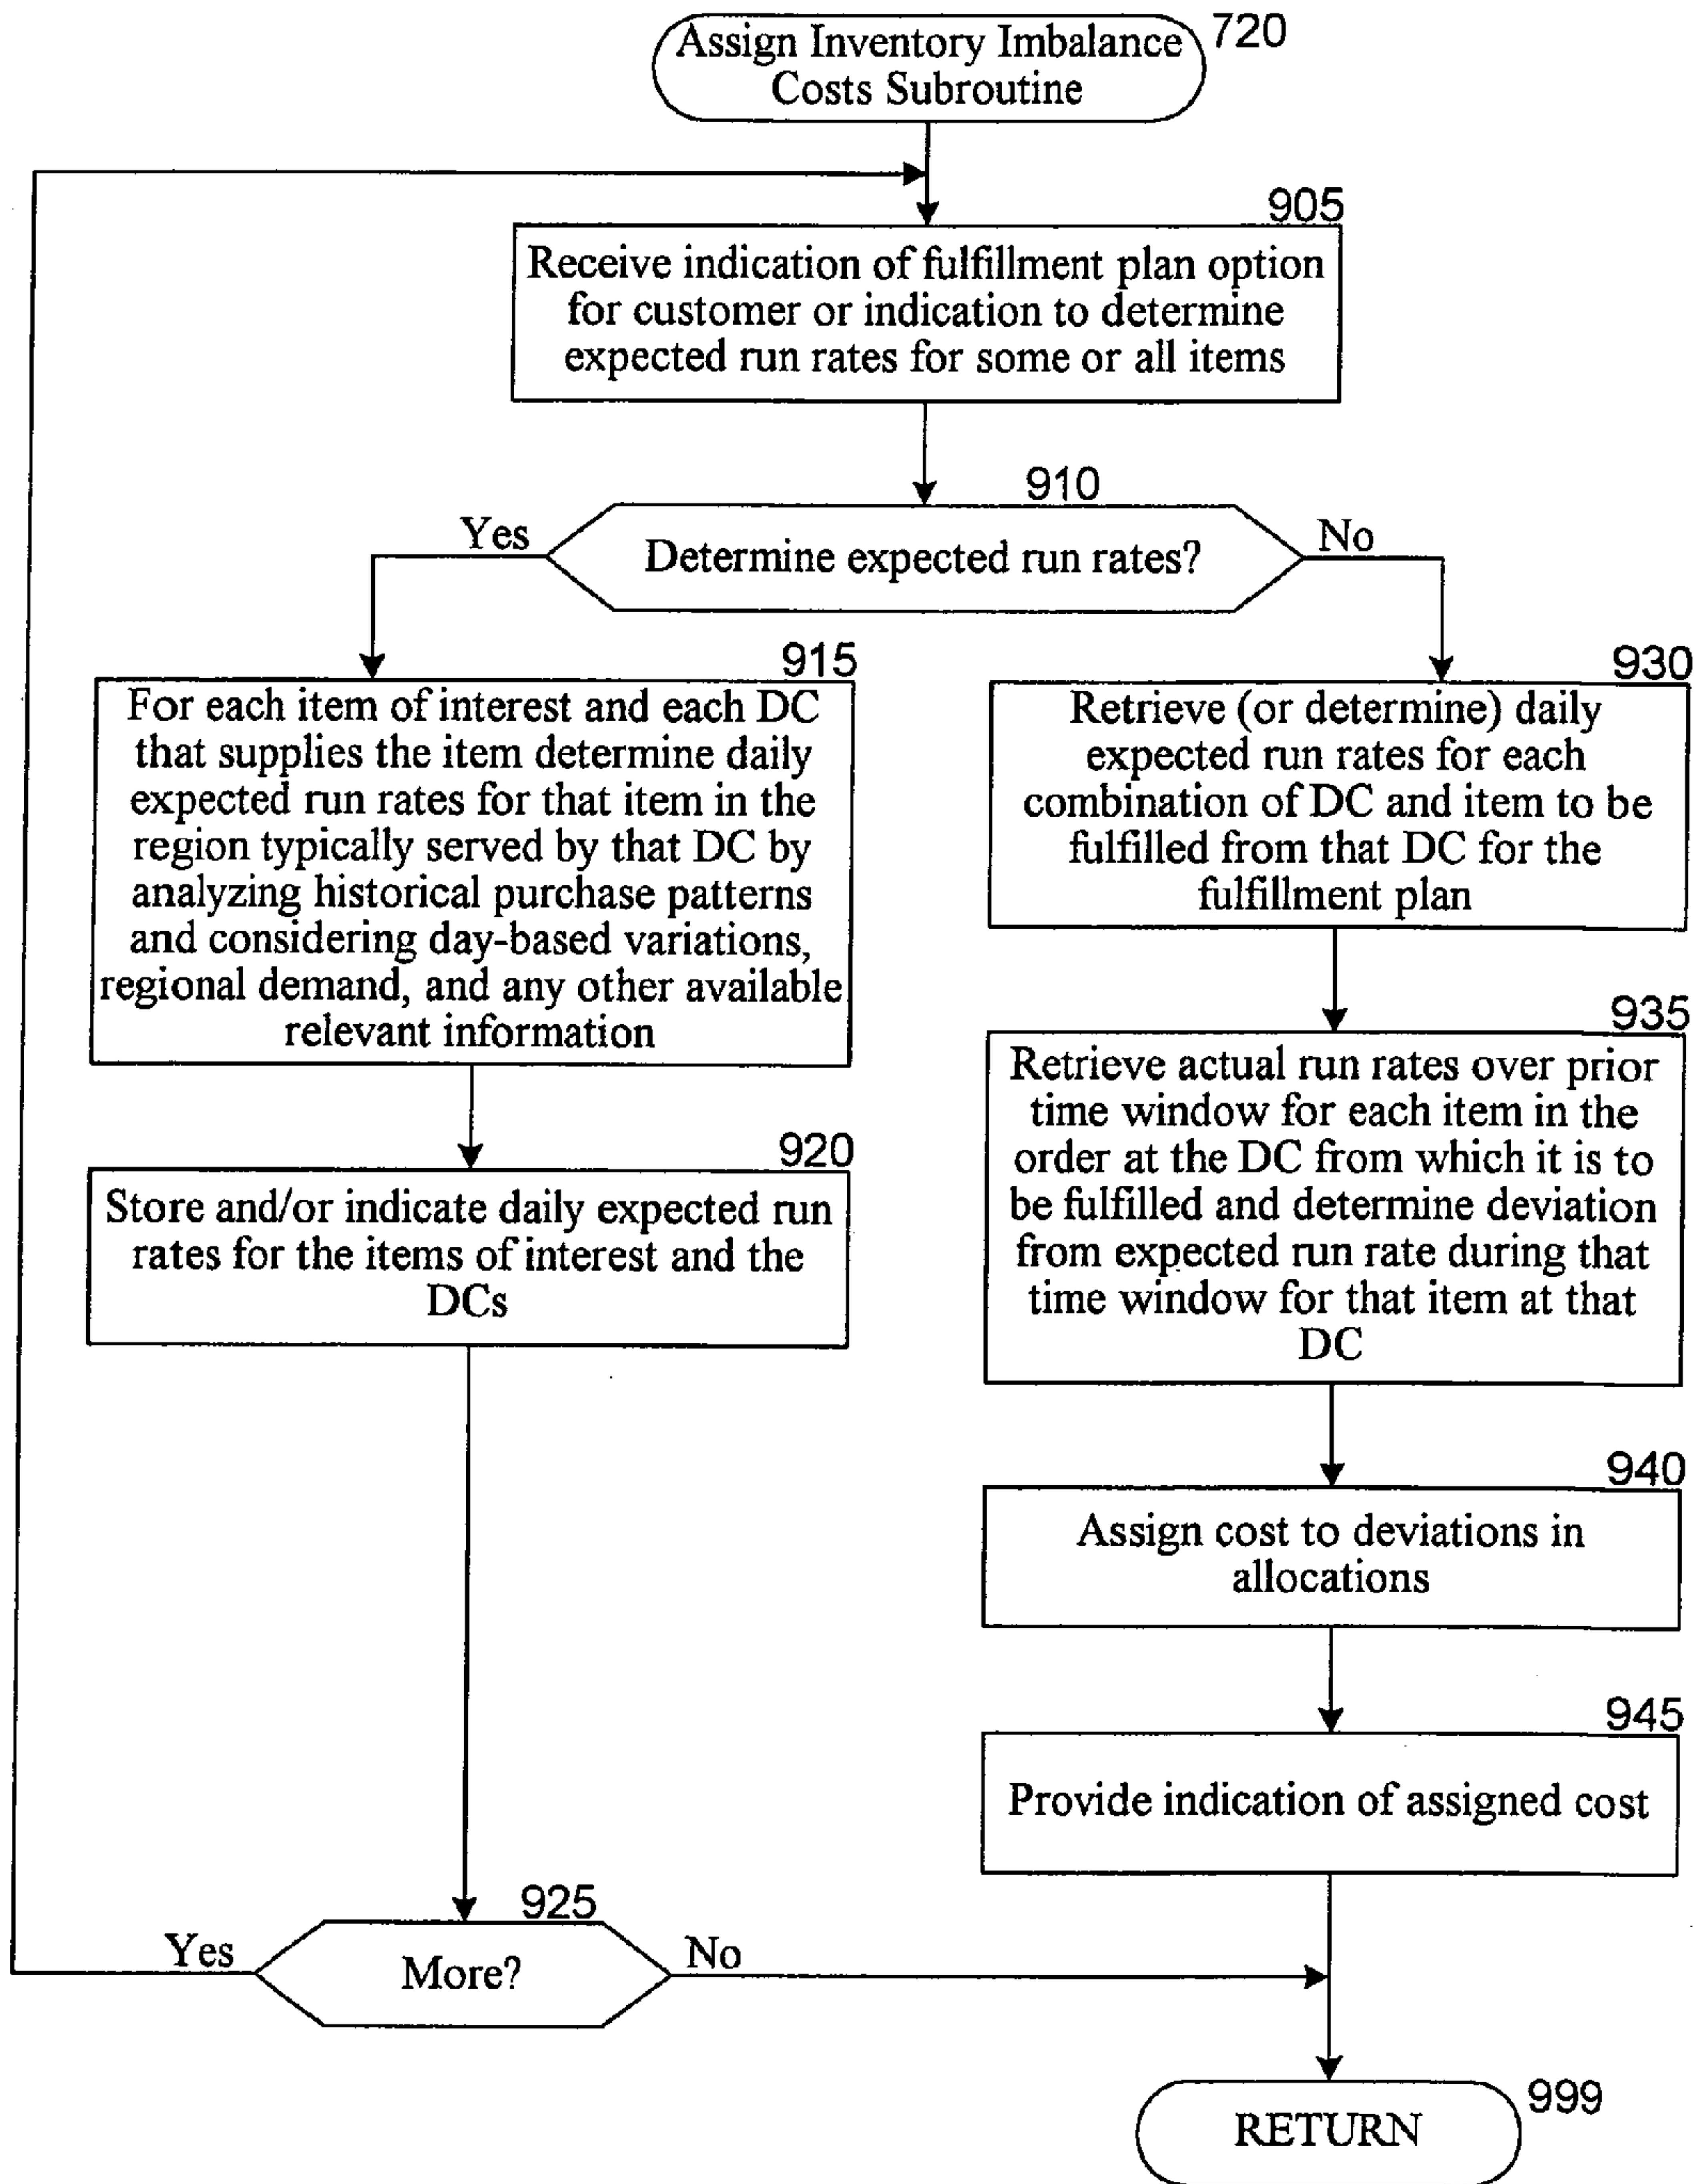 Assign Inventory Imbalance
Costs Subroutine
720
905
Receive indication of fulfillment plan option
for customer or indication to determine
expected run rates for some or all items
910
Yes
Determine expected run rates?
No
915
For each item of interest and each DC
that supplies the item determine daily
expected run rates for that item in the
region typically served by that DC by
analyzing historical purchase patterns
and considering day-based variations,
regional demand, and any other available
relevant information
920
Store and/or indicate daily expected run
rates for the items of interest and the
DCs
925
Yes
More?
No
930
Retrieve (or determine) daily
expected run rates for each
combination of DC and item to be
fulfilled from that DC for the
fulfillment plan
935
Retrieve actual run rates over prior
time window for each item in the
order at the DC from which it is to
be fulfilled and determine deviation
from expected run rate during that
time window for that item at that
DC
940
Assign cost to deviations in
allocations
945
Provide indication of assigned cost
RETURN
999